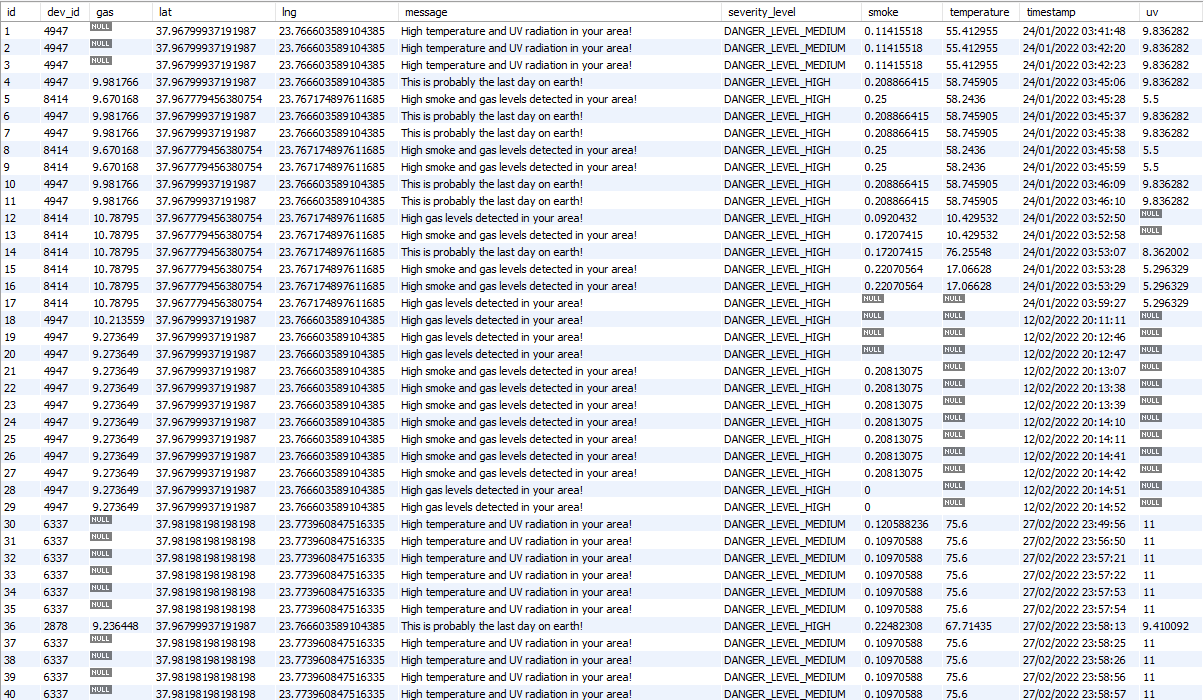 id dev_id gas lat lng message severity_level smoke temperature timestamp uv
1 4947 NULL 37.96799937191987 23.766603589104385 High temperature and UV radiation in your area! DANGER_LEVEL_MEDIUM 0.11415518 55.412955 24/01/2022 03:41:48 9.836282
2 4947 NULL 37.96799937191987 23.766603589104385 High temperature and UV radiation in your area! DANGER_LEVEL_MEDIUM 0.11415518 55.412955 24/01/2022 03:42:20 9.836282
3 4947 NULL 37.96799937191987 23.766603589104385 High temperature and UV radiation in your area! DANGER_LEVEL_MEDIUM 0.11415518 55.412955 24/01/2022 03:42:23 9.836282
4 4947 9.981766 37.96799937191987 23.766603589104385 This is probably the last day on earth! DANGER_LEVEL_HIGH 0.208866415 58.745905 24/01/2022 03:45:06 9.836282
5 8414 9.670168 37.967779456380754 23.767174897611685 High smoke and gas levels detected in your area! DANGER_LEVEL_HIGH 0.25 58.2436 24/01/2022 03:45:28 5.5
6 4947 9.981766 37.96799937191987 23.766603589104385 This is probably the last day on earth! DANGER_LEVEL_HIGH 0.208866415 58.745905 24/01/2022 03:45:37 9.836282
7 4947 9.981766 37.96799937191987 23.766603589104385 This is probably the last day on earth! DANGER_LEVEL_HIGH 0.208866415 58.745905 24/01/2022 03:45:38 9.836282
8 8414 9.670168 37.967779456380754 23.767174897611685 High smoke and gas levels detected in your area! DANGER_LEVEL_HIGH 0.25 58.2436 24/01/2022 03:45:58 5.5
9 8414 9.670168 37.967779456380754 23.767174897611685 High smoke and gas levels detected in your area! DANGER_LEVEL_HIGH 0.25 58.2436 24/01/2022 03:45:59 5.5
10 4947 9.981766 37.96799937191987 23.766603589104385 This is probably the last day on earth! DANGER_LEVEL_HIGH 0.208866415 58.745905 24/01/2022 03:46:09 9.836282
11 4947 9.981766 37.96799937191987 23.766603589104385 This is probably the last day on earth! DANGER_LEVEL_HIGH 0.208866415 58.745905 24/01/2022 03:46:10 9.836282
12 8414 10.78795 37.967779456380754 23.767174897611685 High gas levels detected in your area! DANGER_LEVEL_HIGH 0.0920432 10.429532 24/01/2022 03:52:50 NULL
13 8414 10.78795 37.967779456380754 23.767174897611685 High smoke and gas levels detected in your area! DANGER_LEVEL_HIGH 0.17207415 10.429532 24/01/2022 03:52:58 NULL
14 8414 10.78795 37.967779456380754 23.767174897611685 This is probably the last day on earth! DANGER_LEVEL_HIGH 0.17207415 76.25548 24/01/2022 03:53:07 8.362002
15 8414 10.78795 37.967779456380754 23.767174897611685 High smoke and gas levels detected in your area! DANGER_LEVEL_HIGH 0.22070564 17.06628 24/01/2022 03:53:28 5.296329
16 8414 10.78795 37.967779456380754 23.767174897611685 High smoke and gas levels detected in your area! DANGER_LEVEL_HIGH 0.22070564 17.06628 24/01/2022 03:53:29 5.296329
17 8414 10.78795 37.967779456380754 23.767174897611685 High gas levels detected in your area! DANGER_LEVEL_HIGH NULL NULL 24/01/2022 03:59:27 5.296329
18 4947 10.213559 37.96799937191987 23.766603589104385 High gas levels detected in your area! DANGER_LEVEL_HIGH NULL NULL 12/02/2022 20:11:11 NULL
19 4947 9.273649 37.96799937191987 23.766603589104385 High gas levels detected in your area! DANGER_LEVEL_HIGH NULL NULL 12/02/2022 20:12:46 NULL
20 4947 9.273649 37.96799937191987 23.766603589104385 High gas levels detected in your area! DANGER_LEVEL_HIGH NULL NULL 12/02/2022 20:12:47 NULL
21 4947 9.273649 37.96799937191987 23.766603589104385 High smoke and gas levels detected in your area! DANGER_LEVEL_HIGH 0.20813075 NULL 12/02/2022 20:13:07 NULL
22 4947 9.273649 37.96799937191987 23.766603589104385 High smoke and gas levels detected in your area! DANGER_LEVEL_HIGH 0.20813075 NULL 12/02/2022 20:13:38 NULL
23 4947 9.273649 37.96799937191987 23.766603589104385 High smoke and gas levels detected in your area! DANGER_LEVEL_HIGH 0.20813075 NULL 12/02/2022 20:13:39 NULL
24 4947 9.273649 37.96799937191987 23.766603589104385 High smoke and gas levels detected in your area! DANGER_LEVEL_HIGH 0.20813075 NULL 12/02/2022 20:14:10 NULL
25 4947 9.273649 37.96799937191987 23.766603589104385 High smoke and gas levels detected in your area! DANGER_LEVEL_HIGH 0.20813075 NULL 12/02/2022 20:14:11 NULL
26 4947 9.273649 37.96799937191987 23.766603589104385 High smoke and gas levels detected in your area! DANGER_LEVEL_HIGH 0.20813075 NULL 12/02/2022 20:14:41 NULL
27 4947 9.273649 37.96799937191987 23.766603589104385 High smoke and gas levels detected in your area! DANGER_LEVEL_HIGH 0.20813075 NULL 12/02/2022 20:14:42 NULL
28 4947 9.273649 37.96799937191987 23.766603589104385 High gas levels detected in your area! DANGER_LEVEL_HIGH 0 NULL 12/02/2022 20:14:51 NULL
29 4947 9.273649 37.96799937191987 23.766603589104385 High gas levels detected in your area! DANGER_LEVEL_HIGH 0 NULL 12/02/2022 20:14:52 NULL
30 6337 NULL 37.98198198198198 23.773960847516335 High temperature and UV radiation in your area! DANGER_LEVEL_MEDIUM 0.120588236 75.6 27/02/2022 23:49:56 11
31 6337 NULL 37.98198198198198 23.773960847516335 High temperature and UV radiation in your area! DANGER_LEVEL_MEDIUM 0.10970588 75.6 27/02/2022 23:56:50 11
32 6337 NULL 37.98198198198198 23.773960847516335 High temperature and UV radiation in your area! DANGER_LEVEL_MEDIUM 0.10970588 75.6 27/02/2022 23:57:21 11
33 6337 NULL 37.98198198198198 23.773960847516335 High temperature and UV radiation in your area! DANGER_LEVEL_MEDIUM 0.10970588 75.6 27/02/2022 23:57:22 11
34 6337 NULL 37.98198198198198 23.773960847516335 High temperature and UV radiation in your area! DANGER_LEVEL_MEDIUM 0.10970588 75.6 27/02/2022 23:57:53 11
35 6337 NULL 37.98198198198198 23.773960847516335 High temperature and UV radiation in your area! DANGER_LEVEL_MEDIUM 0.10970588 75.6 27/02/2022 23:57:54 11
36 2878 9.236448 37.96799937191987 23.766603589104385 This is probably the last day on earth! DANGER_LEVEL_HIGH 0.22482308 67.71435 27/02/2022 23:58:13 9.410092
37 6337 NULL 37.98198198198198 23.773960847516335 High temperature and UV radiation in your area! DANGER_LEVEL_MEDIUM 0.10970588 75.6 27/02/2022 23:58:25 11
38 6337 NULL 37.98198198198198 23.773960847516335 High temperature and UV radiation in your area! DANGER_LEVEL_MEDIUM 0.10970588 75.6 27/02/2022 23:58:26 11
39 6337 NULL 37.98198198198198 23.773960847516335 High temperature and UV radiation in your area! DANGER_LEVEL_MEDIUM 0.10970588 75.6 27/02/2022 23:58:56 11
40 6337 NULL 37.98198198198198 23.773960847516335 High temperature and UV radiation in your area! DANGER_LEVEL_MEDIUM 0.10970588 75.6 27/02/2022 23:58:57 11